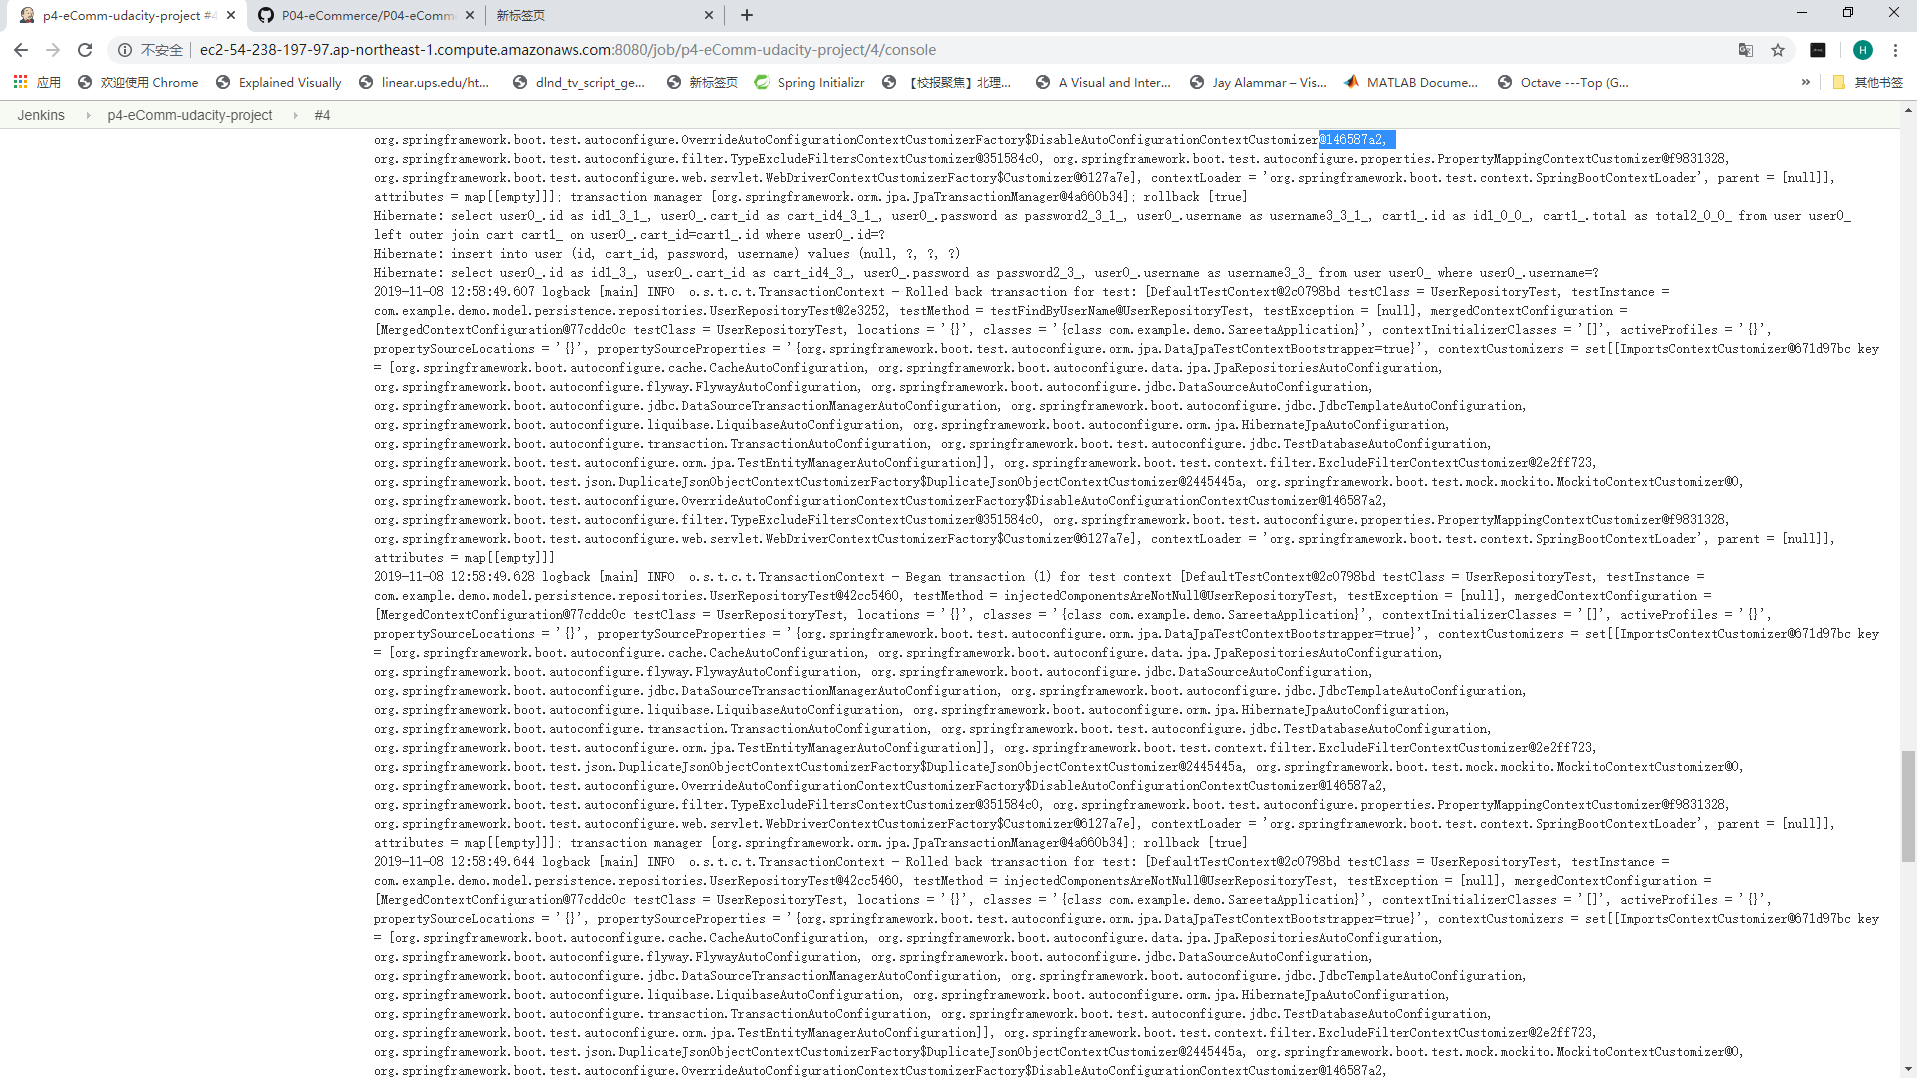 p4-eComm-udacity-project #4
P04-eCommerce/P04-eComme
新标签页
不安全 ec2-54-238-197-97.ap-northeast-1.compute.amazonaws.com:8080/job/p4-eComm-udacity-project/4/console
H
应用 欢迎使用 Chrome Explained Visually linear.ups.edu/ht... dlnd_tv_script_ge... 新标签页 Spring Initializr 【校报聚焦】北理... A Visual and Inter... Jay Alammar – Vis... MATLAB Docume... Octave ---Top (G... » 其他书签
Jenkins p4-eComm-udacity-project #4
org.springframework.boot.test.autoconfigure.OverrideAutoConfigurationContextCustomizerFactory$DisableAutoConfigurationContextCustomizer@146587a2,
org.springframework.boot.test.autoconfigure.filter.TypeExcludeFiltersContextCustomizer@351584c0, org.springframework.boot.test.autoconfigure.properties.PropertyMappingContextCustomizer@f9831328,
org.springframework.boot.test.autoconfigure.web.servlet.WebDriverContextCustomizerFactory$Customizer@6127a7e], contextLoader = 'org.springframework.boot.test.context.SpringBootContextLoader', parent = [null]],
attributes = map[[empty]]]; transaction manager [org.springframework.orm.jpa.JpaTransactionManager@4a660b34]; rollback [true]
Hibernate: select user0_.id as id1_3_1_, user0_.cart_id as cart_id4_3_1_, user0_.password as password2_3_1_, user0_.username as username3_3_1_, cart1_.id as id1_0_0_, cart1_.total as total2_0_0_ from user user0_
left outer join cart cart1_ on user0_.cart_id=cart1_.id where user0_.id=?
Hibernate: insert into user (id, cart_id, password, username) values (null, ?, ?, ?)
Hibernate: select user0_.id as id1_3_, user0_.cart_id as cart_id4_3_, user0_.password as password2_3_, user0_.username as username3_3_ from user user0_ where user0_.username=?
2019-11-08 12:58:49.607 logback [main] INFO  o.s.t.c.t.TransactionContext - Rolled back transaction for test: [DefaultTestContext@2c0798bd testClass = UserRepositoryTest, testInstance =
com.example.demo.model.persistence.repositories.UserRepositoryTest@2e3252, testMethod = testFindByUserName@UserRepositoryTest, testException = [null], mergedContextConfiguration =
[MergedContextConfiguration@77cddc0c testClass = UserRepositoryTest, locations = '{}', classes = '{class com.example.demo.SareetaApplication}', contextInitializerClasses = '[]', activeProfiles = '{}',
propertySourceLocations = '{}', propertySourceProperties = '{org.springframework.boot.test.autoconfigure.orm.jpa.DataJpaTestContextBootstrapper=true}', contextCustomizers = set[[ImportsContextCustomizer@671d97bc key
= [org.springframework.boot.autoconfigure.cache.CacheAutoConfiguration, org.springframework.boot.autoconfigure.data.jpa.JpaRepositoriesAutoConfiguration,
org.springframework.boot.autoconfigure.flyway.FlywayAutoConfiguration, org.springframework.boot.autoconfigure.jdbc.DataSourceAutoConfiguration,
org.springframework.boot.autoconfigure.jdbc.DataSourceTransactionManagerAutoConfiguration, org.springframework.boot.autoconfigure.jdbc.JdbcTemplateAutoConfiguration,
org.springframework.boot.autoconfigure.liquibase.LiquibaseAutoConfiguration, org.springframework.boot.autoconfigure.orm.jpa.HibernateJpaAutoConfiguration,
org.springframework.boot.autoconfigure.transaction.TransactionAutoConfiguration, org.springframework.boot.test.autoconfigure.jdbc.TestDatabaseAutoConfiguration,
org.springframework.boot.test.autoconfigure.orm.jpa.TestEntityManagerAutoConfiguration]], org.springframework.boot.test.context.filter.ExcludeFilterContextCustomizer@2e2ff723,
org.springframework.boot.test.json.DuplicateJsonObjectContextCustomizerFactory$DuplicateJsonObjectContextCustomizer@2445445a, org.springframework.boot.test.mock.mockito.MockitoContextCustomizer@0,
org.springframework.boot.test.autoconfigure.OverrideAutoConfigurationContextCustomizerFactory$DisableAutoConfigurationContextCustomizer@146587a2,
org.springframework.boot.test.autoconfigure.filter.TypeExcludeFiltersContextCustomizer@351584c0, org.springframework.boot.test.autoconfigure.properties.PropertyMappingContextCustomizer@f9831328,
org.springframework.boot.test.autoconfigure.web.servlet.WebDriverContextCustomizerFactory$Customizer@6127a7e], contextLoader = 'org.springframework.boot.test.context.SpringBootContextLoader', parent = [null]],
attributes = map[[empty]]]
2019-11-08 12:58:49.628 logback [main] INFO  o.s.t.c.t.TransactionContext - Began transaction (1) for test context [DefaultTestContext@2c0798bd testClass = UserRepositoryTest, testInstance =
com.example.demo.model.persistence.repositories.UserRepositoryTest@42cc5460, testMethod = injectedComponentsAreNotNull@UserRepositoryTest, testException = [null], mergedContextConfiguration =
[MergedContextConfiguration@77cddc0c testClass = UserRepositoryTest, locations = '{}', classes = '{class com.example.demo.SareetaApplication}', contextInitializerClasses = '[]', activeProfiles = '{}',
propertySourceLocations = '{}', propertySourceProperties = '{org.springframework.boot.test.autoconfigure.orm.jpa.DataJpaTestContextBootstrapper=true}', contextCustomizers = set[[ImportsContextCustomizer@671d97bc key
= [org.springframework.boot.autoconfigure.cache.CacheAutoConfiguration, org.springframework.boot.autoconfigure.data.jpa.JpaRepositoriesAutoConfiguration,
org.springframework.boot.autoconfigure.flyway.FlywayAutoConfiguration, org.springframework.boot.autoconfigure.jdbc.DataSourceAutoConfiguration,
org.springframework.boot.autoconfigure.jdbc.DataSourceTransactionManagerAutoConfiguration, org.springframework.boot.autoconfigure.jdbc.JdbcTemplateAutoConfiguration,
org.springframework.boot.autoconfigure.liquibase.LiquibaseAutoConfiguration, org.springframework.boot.autoconfigure.orm.jpa.HibernateJpaAutoConfiguration,
org.springframework.boot.autoconfigure.transaction.TransactionAutoConfiguration, org.springframework.boot.test.autoconfigure.jdbc.TestDatabaseAutoConfiguration,
org.springframework.boot.test.autoconfigure.orm.jpa.TestEntityManagerAutoConfiguration]], org.springframework.boot.test.context.filter.ExcludeFilterContextCustomizer@2e2ff723,
org.springframework.boot.test.json.DuplicateJsonObjectContextCustomizerFactory$DuplicateJsonObjectContextCustomizer@2445445a, org.springframework.boot.test.mock.mockito.MockitoContextCustomizer@0,
org.springframework.boot.test.autoconfigure.OverrideAutoConfigurationContextCustomizerFactory$DisableAutoConfigurationContextCustomizer@146587a2,
org.springframework.boot.test.autoconfigure.filter.TypeExcludeFiltersContextCustomizer@351584c0, org.springframework.boot.test.autoconfigure.properties.PropertyMappingContextCustomizer@f9831328,
org.springframework.boot.test.autoconfigure.web.servlet.WebDriverContextCustomizerFactory$Customizer@6127a7e], contextLoader = 'org.springframework.boot.test.context.SpringBootContextLoader', parent = [null]],
attributes = map[[empty]]]; transaction manager [org.springframework.orm.jpa.JpaTransactionManager@4a660b34]; rollback [true]
2019-11-08 12:58:49.644 logback [main] INFO  o.s.t.c.t.TransactionContext - Rolled back transaction for test: [DefaultTestContext@2c0798bd testClass = UserRepositoryTest, testInstance =
com.example.demo.model.persistence.repositories.UserRepositoryTest@42cc5460, testMethod = injectedComponentsAreNotNull@UserRepositoryTest, testException = [null], mergedContextConfiguration =
[MergedContextConfiguration@77cddc0c testClass = UserRepositoryTest, locations = '{}', classes = '{class com.example.demo.SareetaApplication}', contextInitializerClasses = '[]', activeProfiles = '{}',
propertySourceLocations = '{}', propertySourceProperties = '{org.springframework.boot.test.autoconfigure.orm.jpa.DataJpaTestContextBootstrapper=true}', contextCustomizers = set[[ImportsContextCustomizer@671d97bc key
= [org.springframework.boot.autoconfigure.cache.CacheAutoConfiguration, org.springframework.boot.autoconfigure.data.jpa.JpaRepositoriesAutoConfiguration,
org.springframework.boot.autoconfigure.flyway.FlywayAutoConfiguration, org.springframework.boot.autoconfigure.jdbc.DataSourceAutoConfiguration,
org.springframework.boot.autoconfigure.jdbc.DataSourceTransactionManagerAutoConfiguration, org.springframework.boot.autoconfigure.jdbc.JdbcTemplateAutoConfiguration,
org.springframework.boot.autoconfigure.liquibase.LiquibaseAutoConfiguration, org.springframework.boot.autoconfigure.orm.jpa.HibernateJpaAutoConfiguration,
org.springframework.boot.autoconfigure.transaction.TransactionAutoConfiguration, org.springframework.boot.test.autoconfigure.jdbc.TestDatabaseAutoConfiguration,
org.springframework.boot.test.autoconfigure.orm.jpa.TestEntityManagerAutoConfiguration]], org.springframework.boot.test.context.filter.ExcludeFilterContextCustomizer@2e2ff723,
org.springframework.boot.test.json.DuplicateJsonObjectContextCustomizerFactory$DuplicateJsonObjectContextCustomizer@2445445a, org.springframework.boot.test.mock.mockito.MockitoContextCustomizer@0,
org.springframework.boot.test.autoconfigure.OverrideAutoConfigurationContextCustomizerFactory$DisableAutoConfigurationContextCustomizer@146587a2,